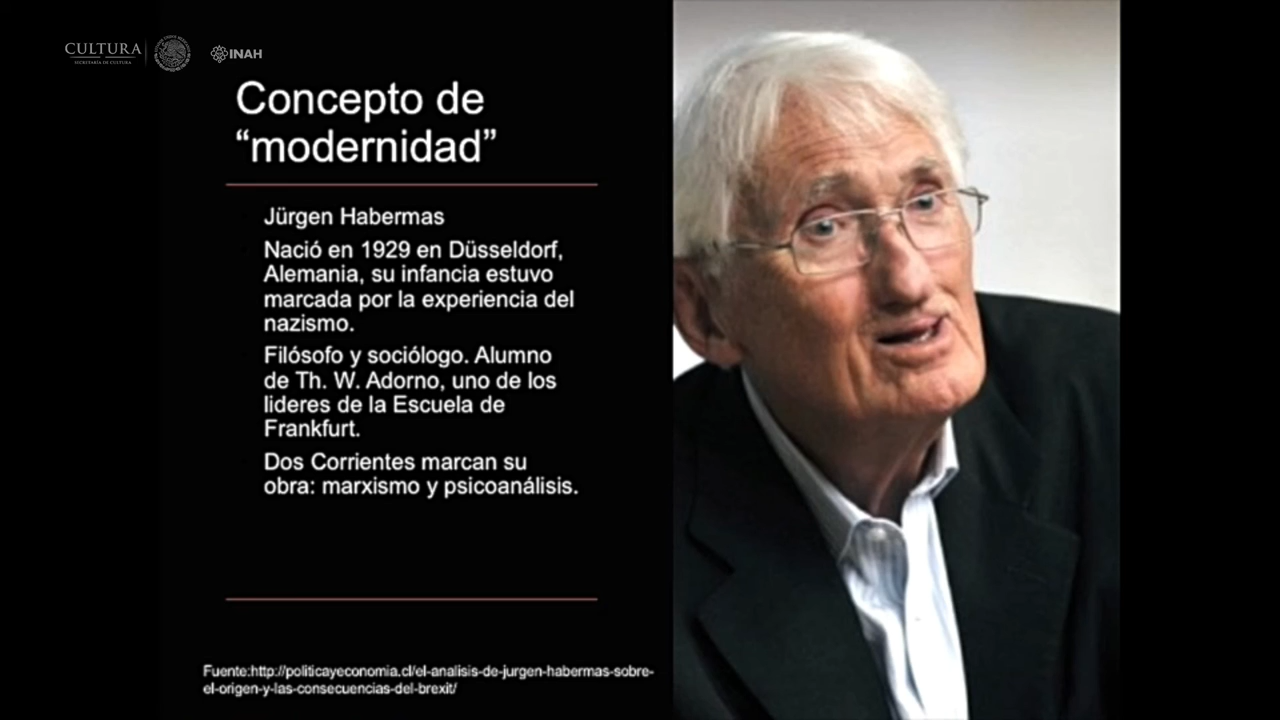 CULTURA
SECRETARÍA DE CULTURA
INAH
Concepto de
“modernidad”
Jürgen Habermas
Nació en 1929 en Düsseldorf,
Alemania, su infancia estuvo
marcada por la experiencia del
nazismo.
Filósofo y sociólogo. Alumno
de Th. W. Adorno, uno de los
lideres de la Escuela de
Frankfurt.
Dos Corrientes marcan su
obra: marxismo y psicoanálisis.
Fuente:http://politicayeconomia.cl/el-analisis-de-jurgen-habermas-sobre-
el-origen-y-las-consecuencias-del-brexit/